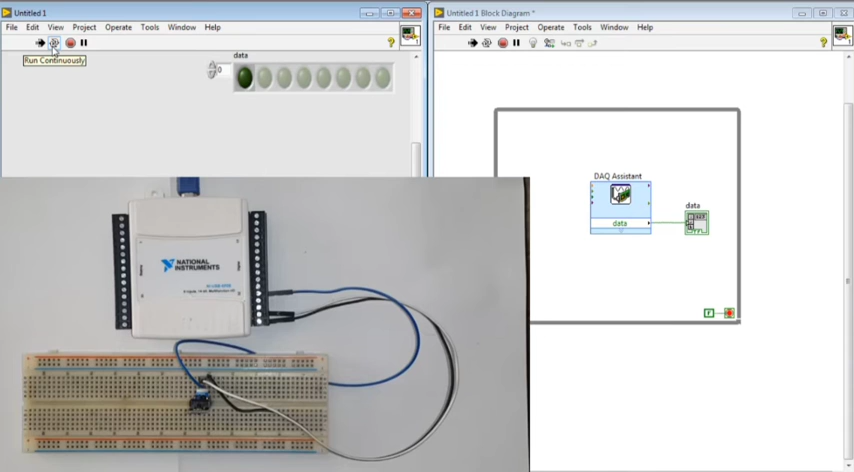 Untitled 1
File Edit View Project Operate Tools Window Help
Run Continuously
data
0
Untitled 1 Block Diagram *
File Edit View Project Operate Tools Window Help
DAQ Assistant
data
data
F
NATIONAL
INSTRUMENTS